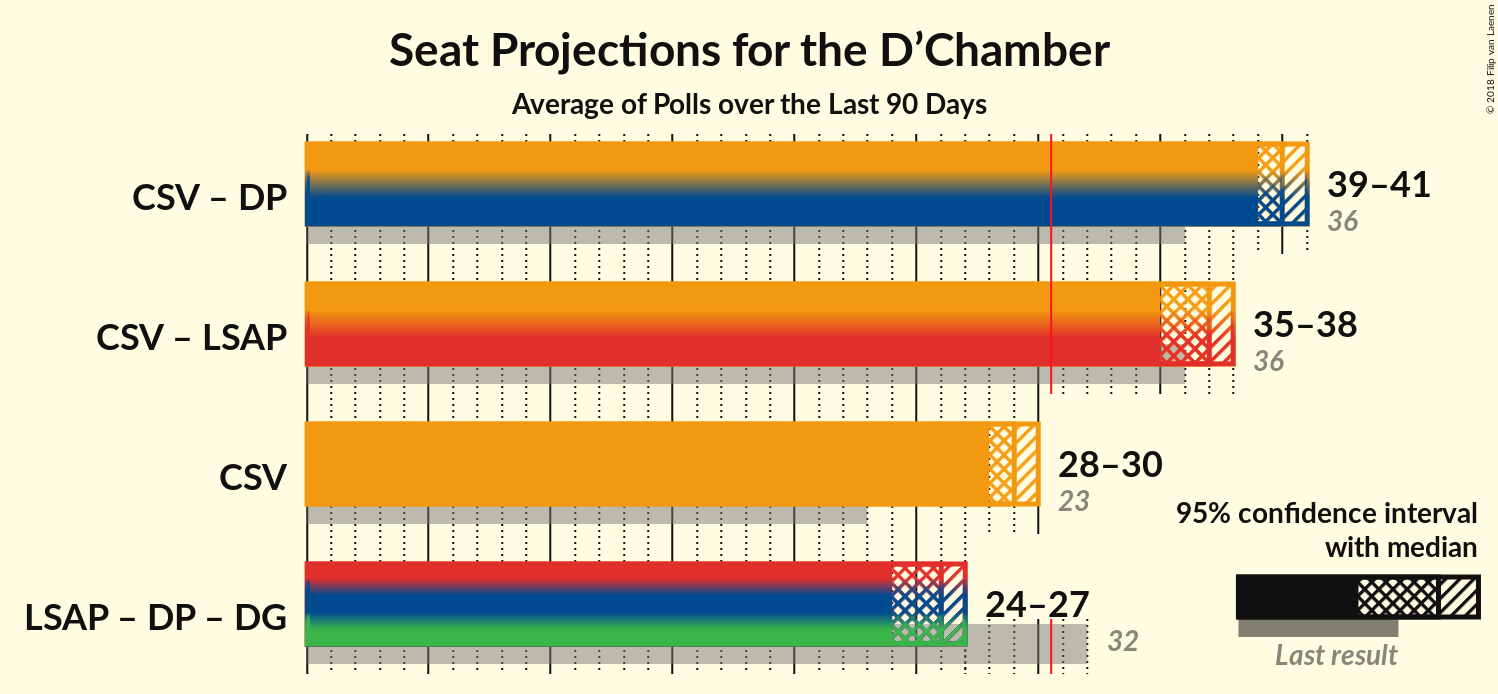 Seat Projections for the D’Chamber
Average of Polls over the Last 90 Days
© 2018 Filip van Laenen
CSV – DP
39–41
36
CSV – LSAP
35–38
36
CSV
28–30
23
LSAP – DP – DG
24–27
32
95% confidence interval
with median
Last result